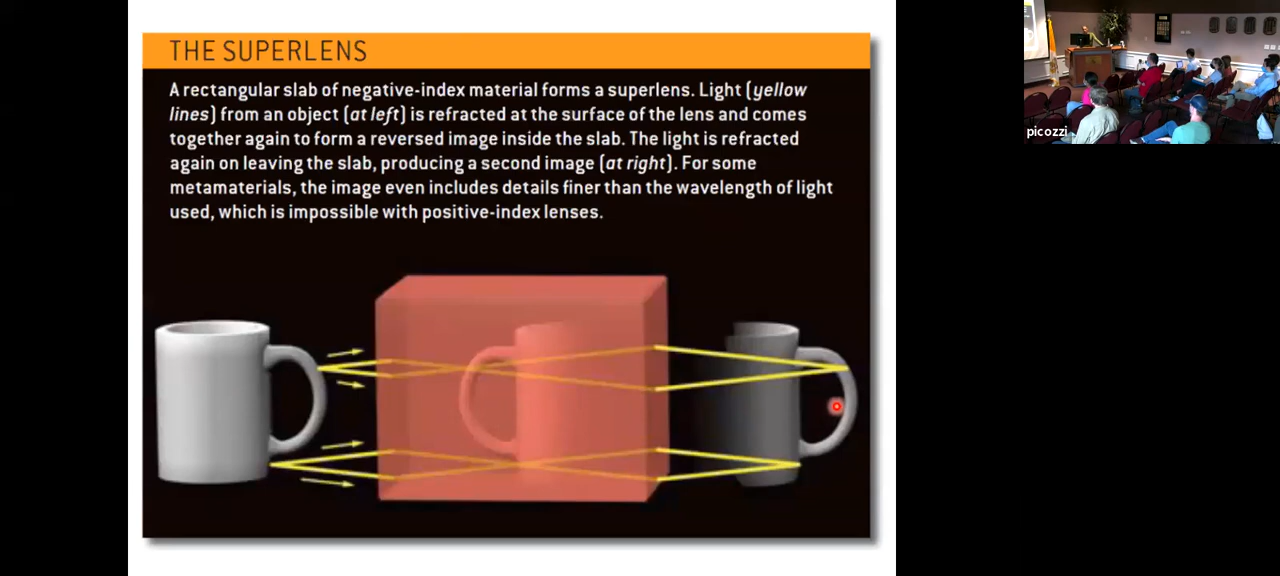 THE SUPERLENS
A rectangular slab of negative-index material forms a superlens. Light (yellow
lines) from an object (at left) is refracted at the surface of the lens and comes
together again to form a reversed image inside the slab. The light is refracted
again on leaving the slab, producing a second image (at right). For some
metamaterials, the image even includes details finer than the wavelength of light
used, which is impossible with positive-index lenses.
picozzi